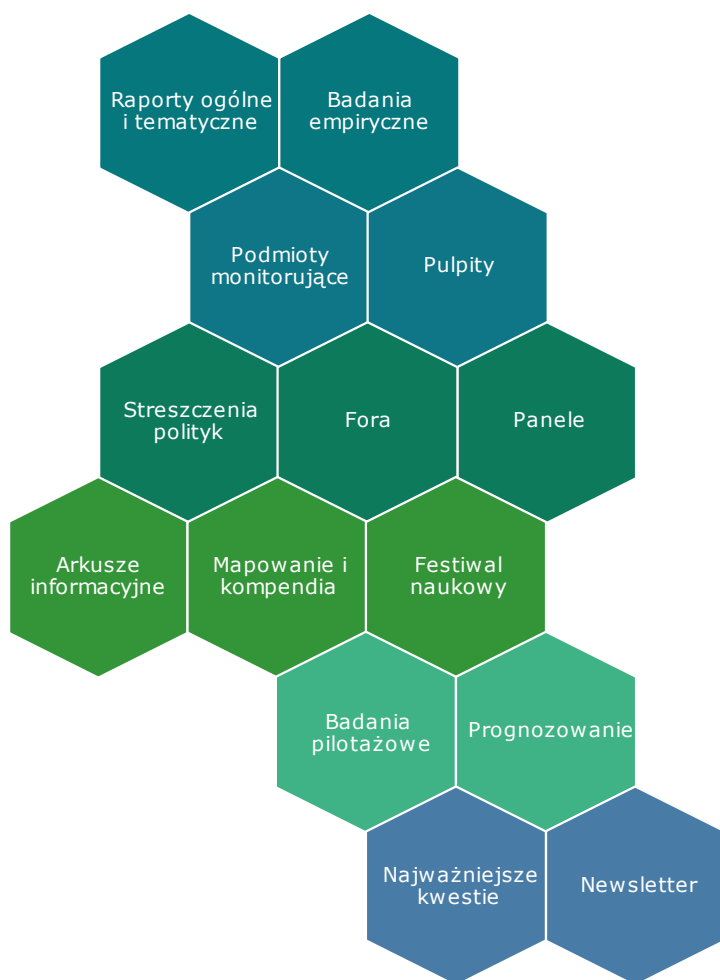 Raporty ogólne
i tematyczne
Badania
empiryczne
Podmioty
monitorujące
Pulpity
Streszczenia
polityk
Fora
Panele
Arkusze
informacyjne
Mapowanie i
kompendia
Festiwal
naukowy
Badania
pilotażowe
Prognozowanie
Najważniejsze
kwestie
Newsletter